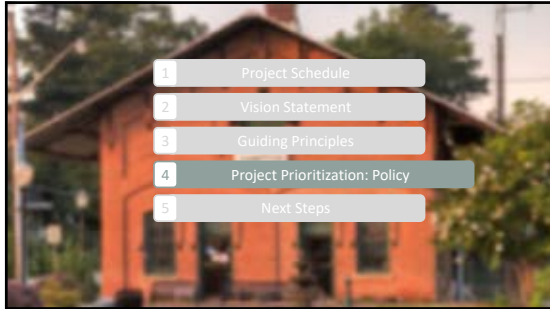 1 Project Schedule
2 Vision Statement
3 Guiding Principles
4 Project Prioritization: Policy
5 Next Steps